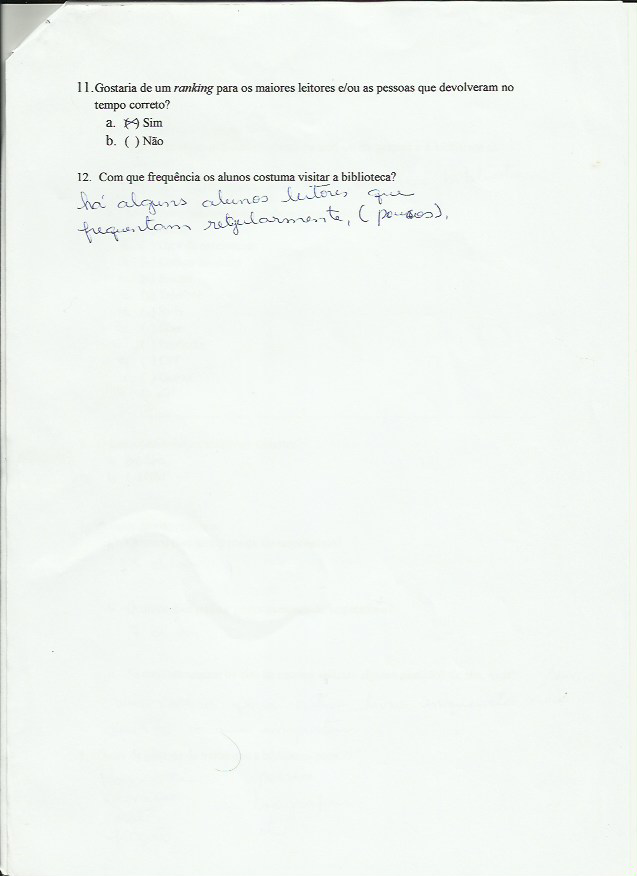 11. Gostaria de um ranking para os maiores leitores e/ou as pessoas que devolveram no
tempo correto?
a. (x) Sim
b. ( ) Não
12. Com que frequência os alunos costuma visitar a biblioteca?
há alguns alunos leitores que
frequentam regularmente, (poucos).